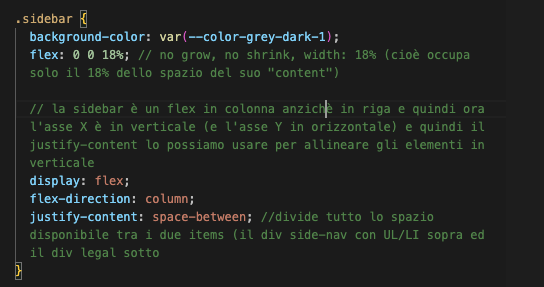 .sidebar {
background-color: var(--color-grey-dark-1);
flex: 0 0 18%; // no grow, no shrink, width: 18% (cioè occupa
solo il 18% dello spazio del suo "content")
// la sidebar è un flex in colonna anzichè in riga e quindi ora
l'asse X è in verticale (e l'asse Y in orizzontale) e quindi il
justify-content lo possiamo usare per allineare gli elementi in
verticale
display: flex;
flex-direction: column;
justify-content: space-between; //divide tutto lo spazio
disponibile tra i due items (il div side-nav con UL/LI sopra ed
il div legal sotto
}